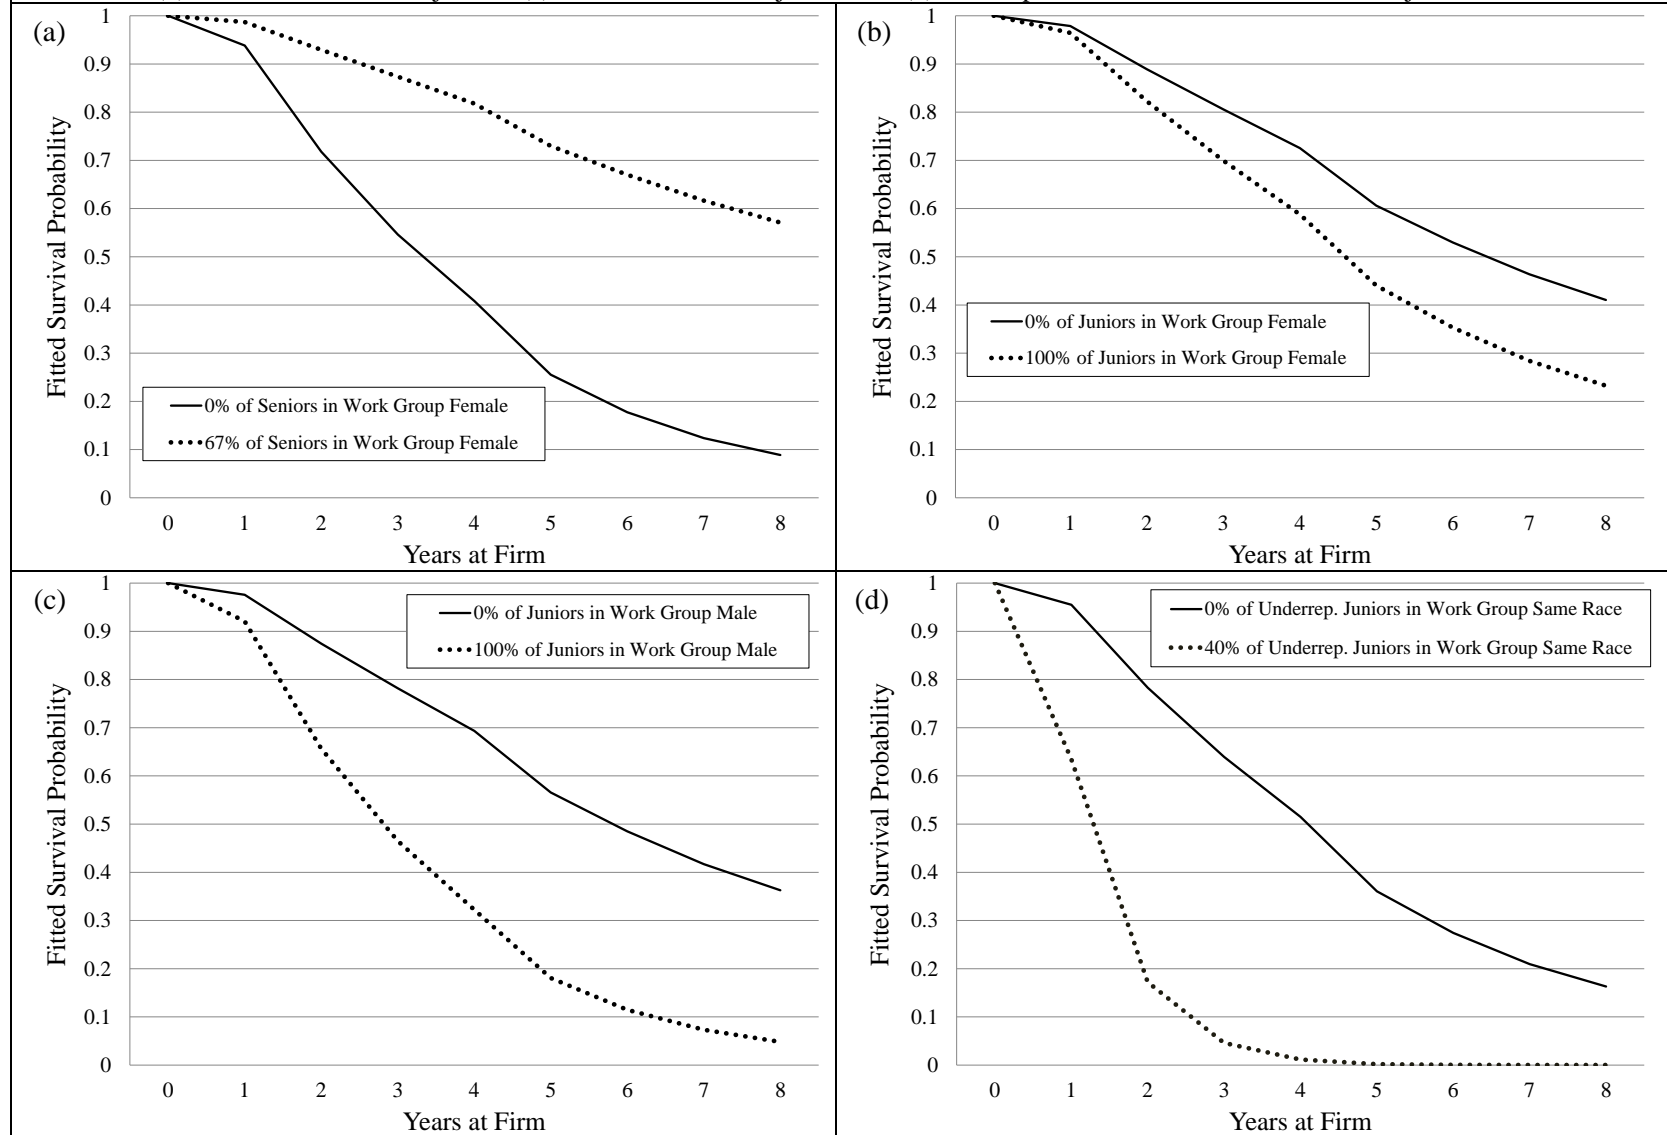 (a)
1
0.9
0.8
0.7
0.6
0.5
0.4
0.3
0.2
0.1
0
Fitted Survival Probability
0% of Seniors in Work Group Female
67% of Seniors in Work Group Female
0 1 2 3 4 5 6 7 8
Years at Firm
(b)
1
0.9
0.8
0.7
0.6
0.5
0.4
0.3
0.2
0.1
0
Fitted Survival Probability
0% of Juniors in Work Group Female
100% of Juniors in Work Group Female
0 1 2 3 4 5 6 7 8
Years at Firm
(c)
1
0.9
0.8
0.7
0.6
0.5
0.4
0.3
0.2
0.1
0
Fitted Survival Probability
0% of Juniors in Work Group Male
100% of Juniors in Work Group Male
0 1 2 3 4 5 6 7 8
Years at Firm
(d)
1
0.9
0.8
0.7
0.6
0.5
0.4
0.3
0.2
0.1
0
Fitted Survival Probability
0% of Underrep. Juniors in Work Group Same Race
40% of Underrep. Juniors in Work Group Same Race
0 1 2 3 4 5 6 7 8
Years at Firm